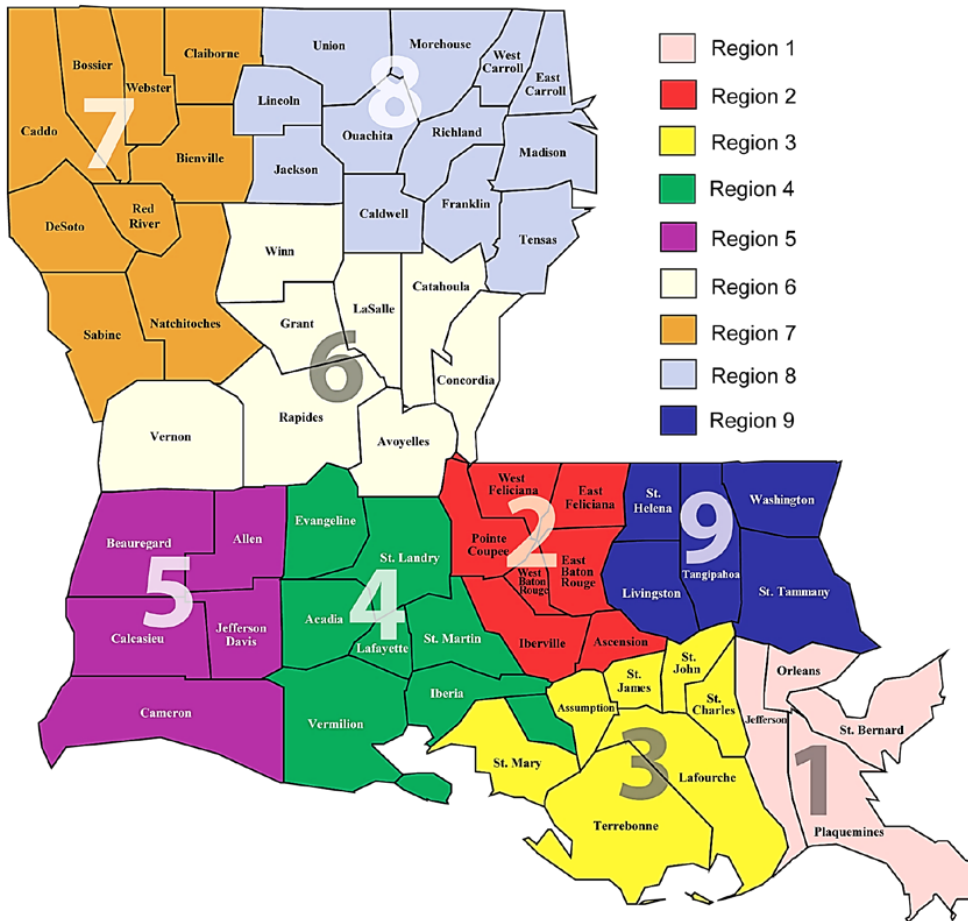 Union
Morehouse
West
Carroll
East
Carroll
Claiborne
Bossier
Webster
Lincoln
8
Caddo
7
Ouachita
Richland
Madison
Bienville
Jackson
Franklin
Caldwell
Red
River
DeSoto
Tensas
Winn
Catahoula
LaSalle
Grant
Natchitoches
Sabine
6
Concordia
Rapides
Vernon
Avoyelles
West
Feliciana
East
Feliciana
St.
Helena
Washington
Evangeline
2
9
Beauregard
Allen
Pointe
Coupee
St. Landry
East
Baton
Rouge
West
Baton
Rouge
Tangipahoa
5
4
Livingston
St. Tammany
Acadia
Calcasieu
Jefferson
Davis
St. Martin
Lafayette
Iberville
Ascension
St.
John
St.
James
Orleans
Iberia
St.
Charles
Assumption
Cameron
Vermilion
Jefferson
St. Bernard
St. Mary
3
1
Lafourche
Terrebonne
Plaquemines
Region 1
Region 2
Region 3
Region 4
Region 5
Region 6
Region 7
Region 8
Region 9